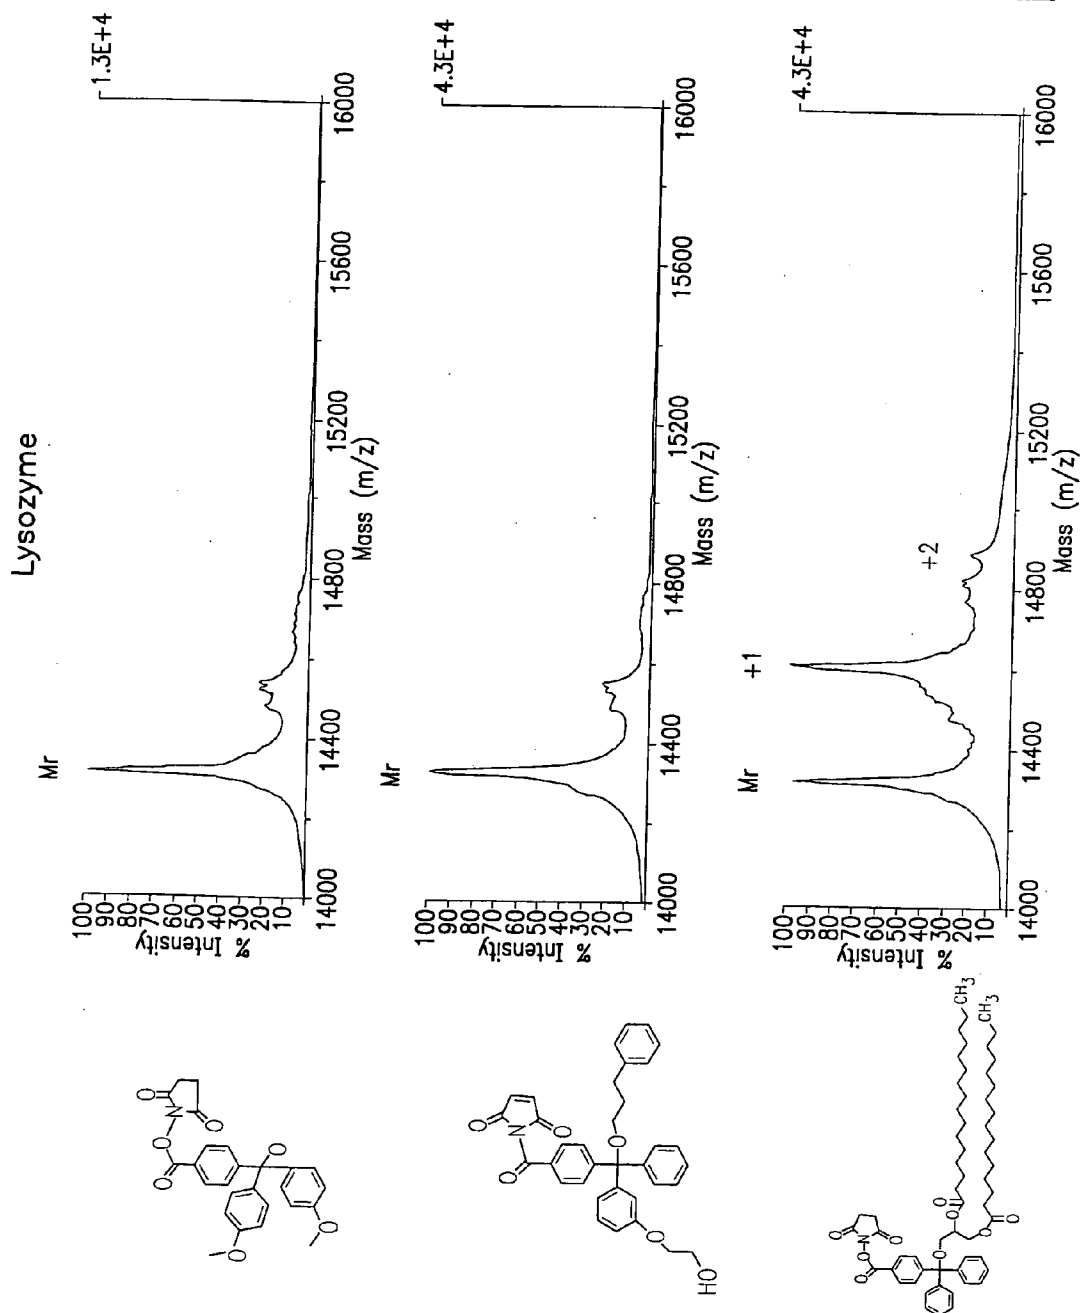 Lysozyme
1.3E+4
Mr
100
90
80
70
60
50
40
30
20
10
% Intensity
14000
14400
14800
15200
15600
16000
Mass (m/z)
O
O
N
O
O
O
O
O
4.3E+4
Mr
100
90
80
70
60
50
40
30
20
10
% Intensity
14000
14400
14800
15200
15600
16000
Mass (m/z)
O
N
O
O
O
O
HO
4.3E+4
Mr
+1
+2
100
90
80
70
60
50
40
30
20
10
% Intensity
14000
14400
14800
15200
15600
16000
Mass (m/z)
O
N
O
O
O
O
O
O
O
O
CH3
CH3